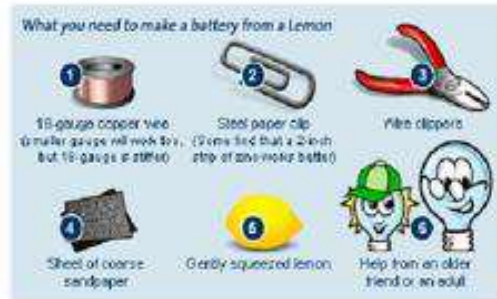 What you need to make a battery from a Lemon
1
2
3
18-gauge copper wire
(smaller gauge will work too,
but 18-gauge is stiffer)
Steel paper clip
(Some find that a 2-inch
strip of zinc works better)
Wire clippers
4
6
5
Sheet of coarse
sandpaper
Gently squeezed lemon
Help from an older
friend or an adult